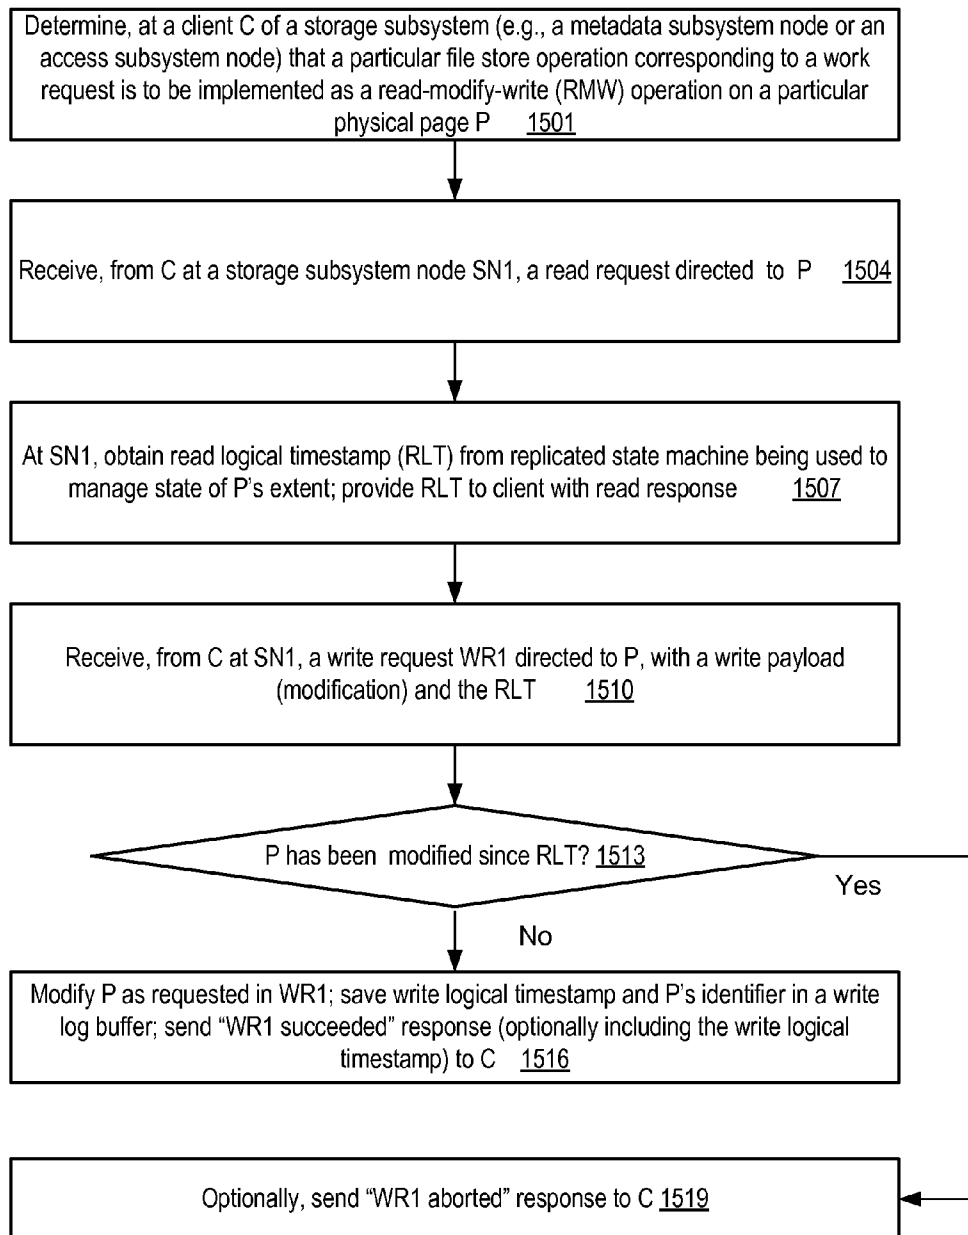 Determine, at a client C of a storage subsystem (e.g., a metadata subsystem node or an
access subsystem node) that a particular file store operation corresponding to a work
request is to be implemented as a read-modify-write (RMW) operation on a particular
physical page P 1501
Receive, from C at a storage subsystem node SN1, a read request directed to P 1504
At SN1, obtain read logical timestamp (RLT) from replicated state machine being used to
manage state of P's extent; provide RLT to client with read response 1507
Receive, from C at SN1, a write request WR1 directed to P, with a write payload
(modification) and the RLT 1510
P has been modified since RLT? 1513
Yes
No
Modify P as requested in WR1; save write logical timestamp and P's identifier in a write
log buffer; send “WR1 succeeded” response (optionally including the write logical
timestamp) to C 1516
Optionally, send “WR1 aborted” response to C 1519